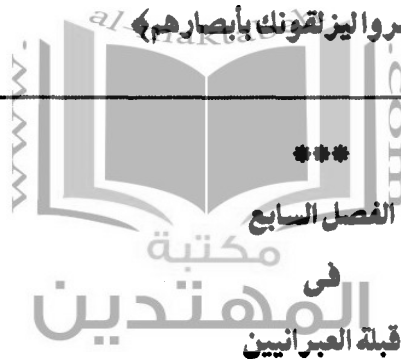 ليزلقونك بأبصارهم﴾
***
الفصل السابع
مكتبة
فى
المهتدين
قبلة العبرانيين